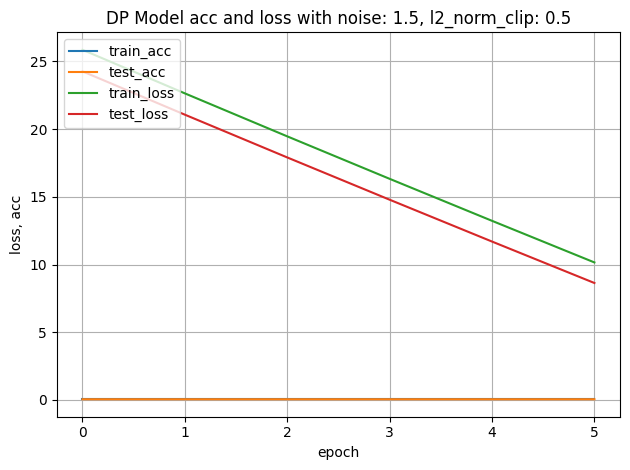 DP Model acc and loss with noise: 1.5, l2_norm_clip: 0.5
train_acc
test_acc
train_loss
test_loss
loss, acc
25
20
15
10
5
0
0 1 2 3 4 5
epoch